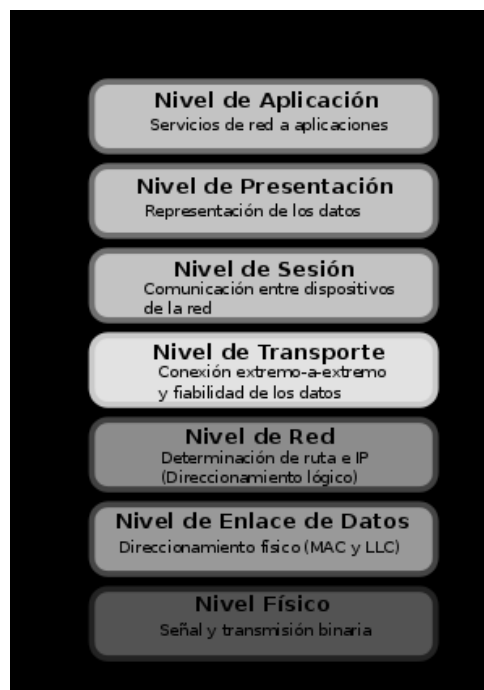 Nivel de Aplicación
Servicios de red a aplicaciones
Nivel de Presentación
Representación de los datos
Nivel de Sesión
Comunicación entre dispositivos
de la red
Nivel de Transporte
Conexión extremo-a-extremo
y fiabilidad de los datos
Nivel de Red
Determinación de ruta e IP
(Direccionamiento lógico)
Nivel de Enlace de Datos
Direccionamiento físico (MAC y LLC)
Nivel Físico
Señal y transmisión binaria